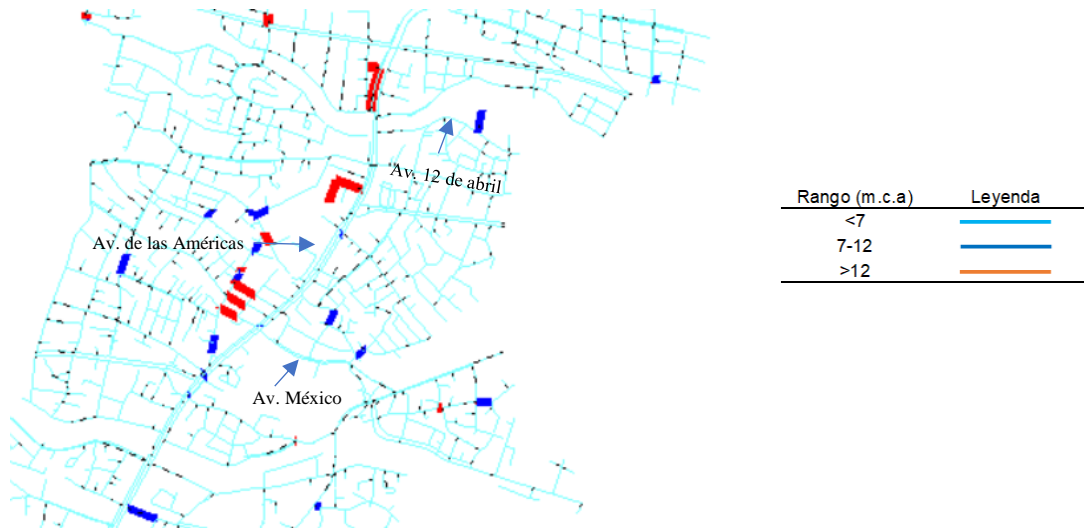 Av. 12 de abril
Av. de las Américas
Av. México
Rango (m.c.a) Leyenda
<7
7-12
>12